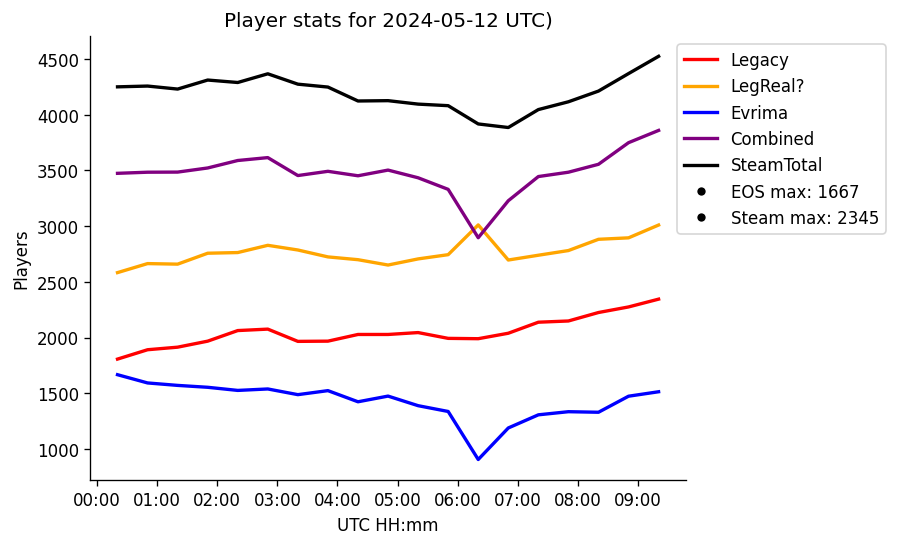 Player stats for 2024-05-12 UTC)
4500
4000
3500
3000
2500
2000
1500
1000
Players
00:00 01:00 02:00 03:00 04:00 05:00 06:00 07:00 08:00 09:00
UTC HH:mm
Legacy
LegReal?
Evrima
Combined
SteamTotal
EOS max: 1667
Steam max: 2345